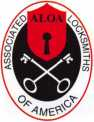 ALOA
ASSOCIATED LOCKSMITHS
OF AMERICA